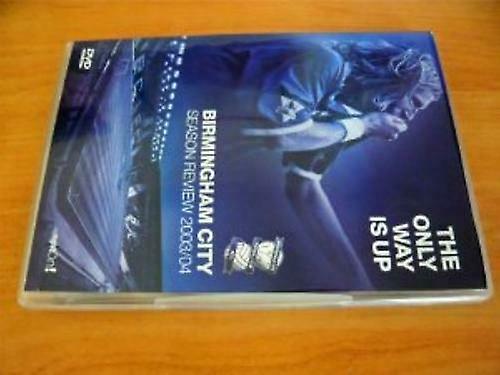 THE
ONLY
WAY
IS UP
BIRMINGHAM CITY
SEASON REVIEW 2003/04
DVD